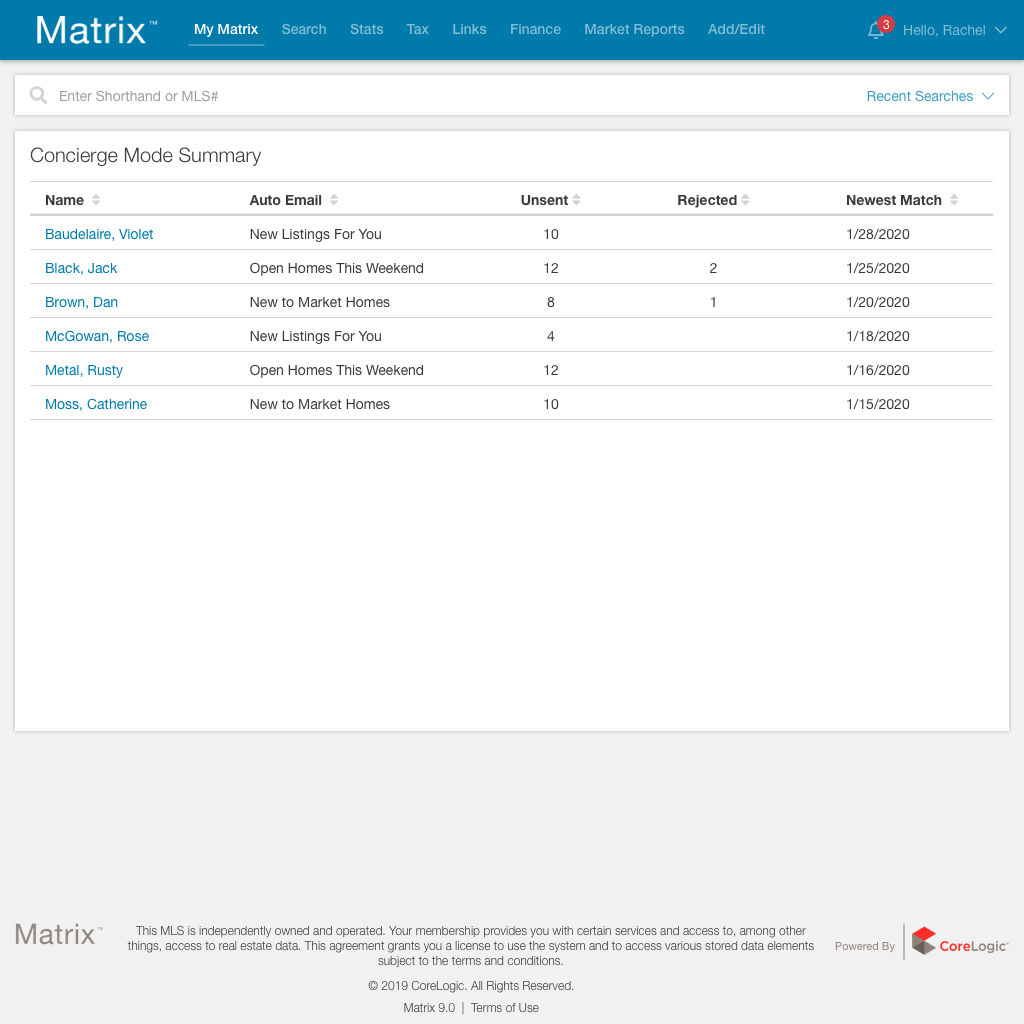 Matrix™ My Matrix Search Stats Tax Links Finance Market Reports Add/Edit 3 Hello, Rachel
Enter Shorthand or MLS# Recent Searches
Concierge Mode Summary
Name Auto Email Unsent Rejected Newest Match
Baudelaire, Violet New Listings For You 10 1/28/2020
Black, Jack Open Homes This Weekend 12 2 1/25/2020
Brown, Dan New to Market Homes 8 1 1/20/2020
McGowan, Rose New Listings For You 4 1/18/2020
Metal, Rusty Open Homes This Weekend 12 1/16/2020
Moss, Catherine New to Market Homes 10 1/15/2020
Matrix™
This MLS is independently owned and operated. Your membership provides you with certain services and access to, among other
things, access to real estate data. This agreement grants you a license to use the system and to access various stored data elements
subject to the terms and conditions.
Powered By CoreLogic
© 2019 CoreLogic. All Rights Reserved.
Matrix 9.0 | Terms of Use